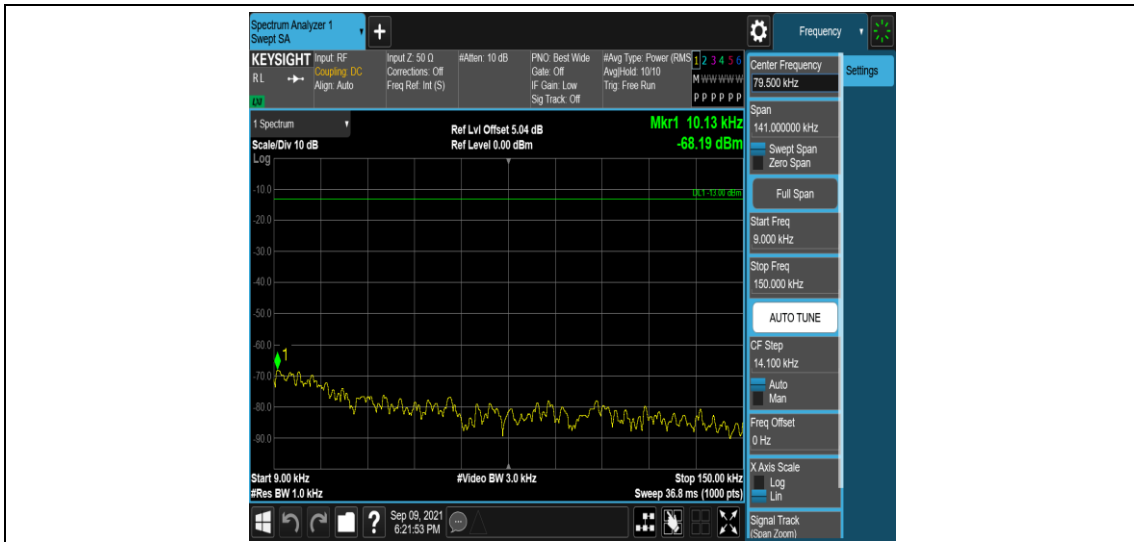 Spectrum Analyzer 1
Swept SA
+
Frequency
KEYSIGHT
R L
LXI
Input: RF
Coupling: DC
Align: Auto
Input Z: 50 Ω
Corrections: Off
Freq Ref: Int (S)
#Atten: 10 dB
PNO: Best Wide
Gate: Off
IF Gain: Low
Sig Track: Off
#Avg Type: Power (RMS
Avg|Hold: 10/10
Trig: Free Run
1 2 3 4 5 6
M W W W W W
P P P P P P
Center Frequency
79.500 kHz
Settings
1 Spectrum
Scale/Div 10 dB
Ref Lvl Offset 5.04 dB
Ref Level 0.00 dBm
Mkr1 10.13 kHz
-68.19 dBm
Log
DL1 -13.00 dBm
-10.0
-20.0
-30.0
-40.0
-50.0
-60.0
-70.0
-80.0
-90.0
1
Start 9.00 kHz
#Res BW 1.0 kHz
#Video BW 3.0 kHz
Stop 150.00 kHz
Sweep 36.8 ms (1000 pts)
Span
141.000000 kHz
Swept Span
Zero Span
Full Span
Start Freq
9.000 kHz
Stop Freq
150.000 kHz
AUTO TUNE
CF Step
14.100 kHz
Auto
Man
Freq Offset
0 Hz
X Axis Scale
Log
Lin
Signal Track
(Span Zoom)
?
Sep 09, 2021
6:21:53 PM